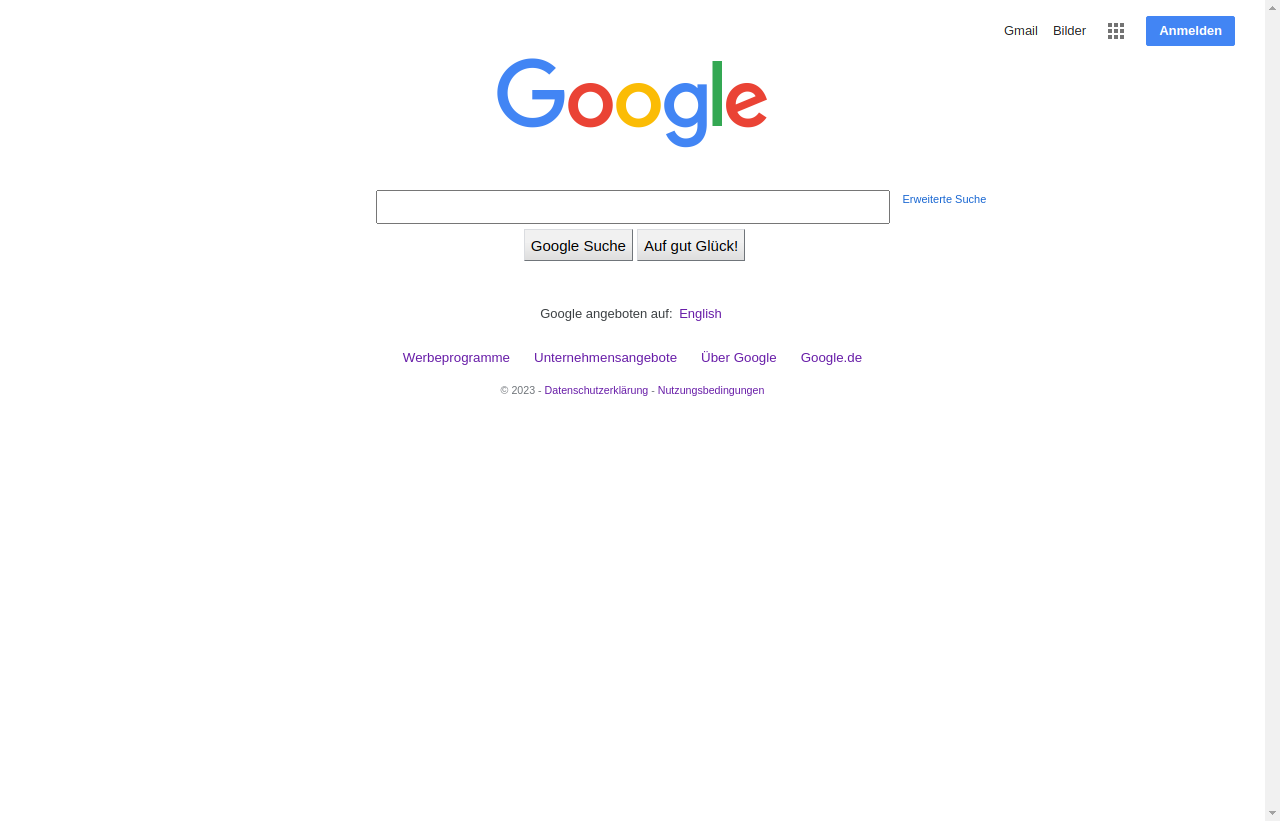 Gmail Bilder Anmelden
Google
Erweiterte Suche
Google Suche Auf gut Glück!
Google angeboten auf: English
Werbeprogramme Unternehmensangebote Über Google Google.de
© 2023 - Datenschutzerklärung - Nutzungsbedingungen